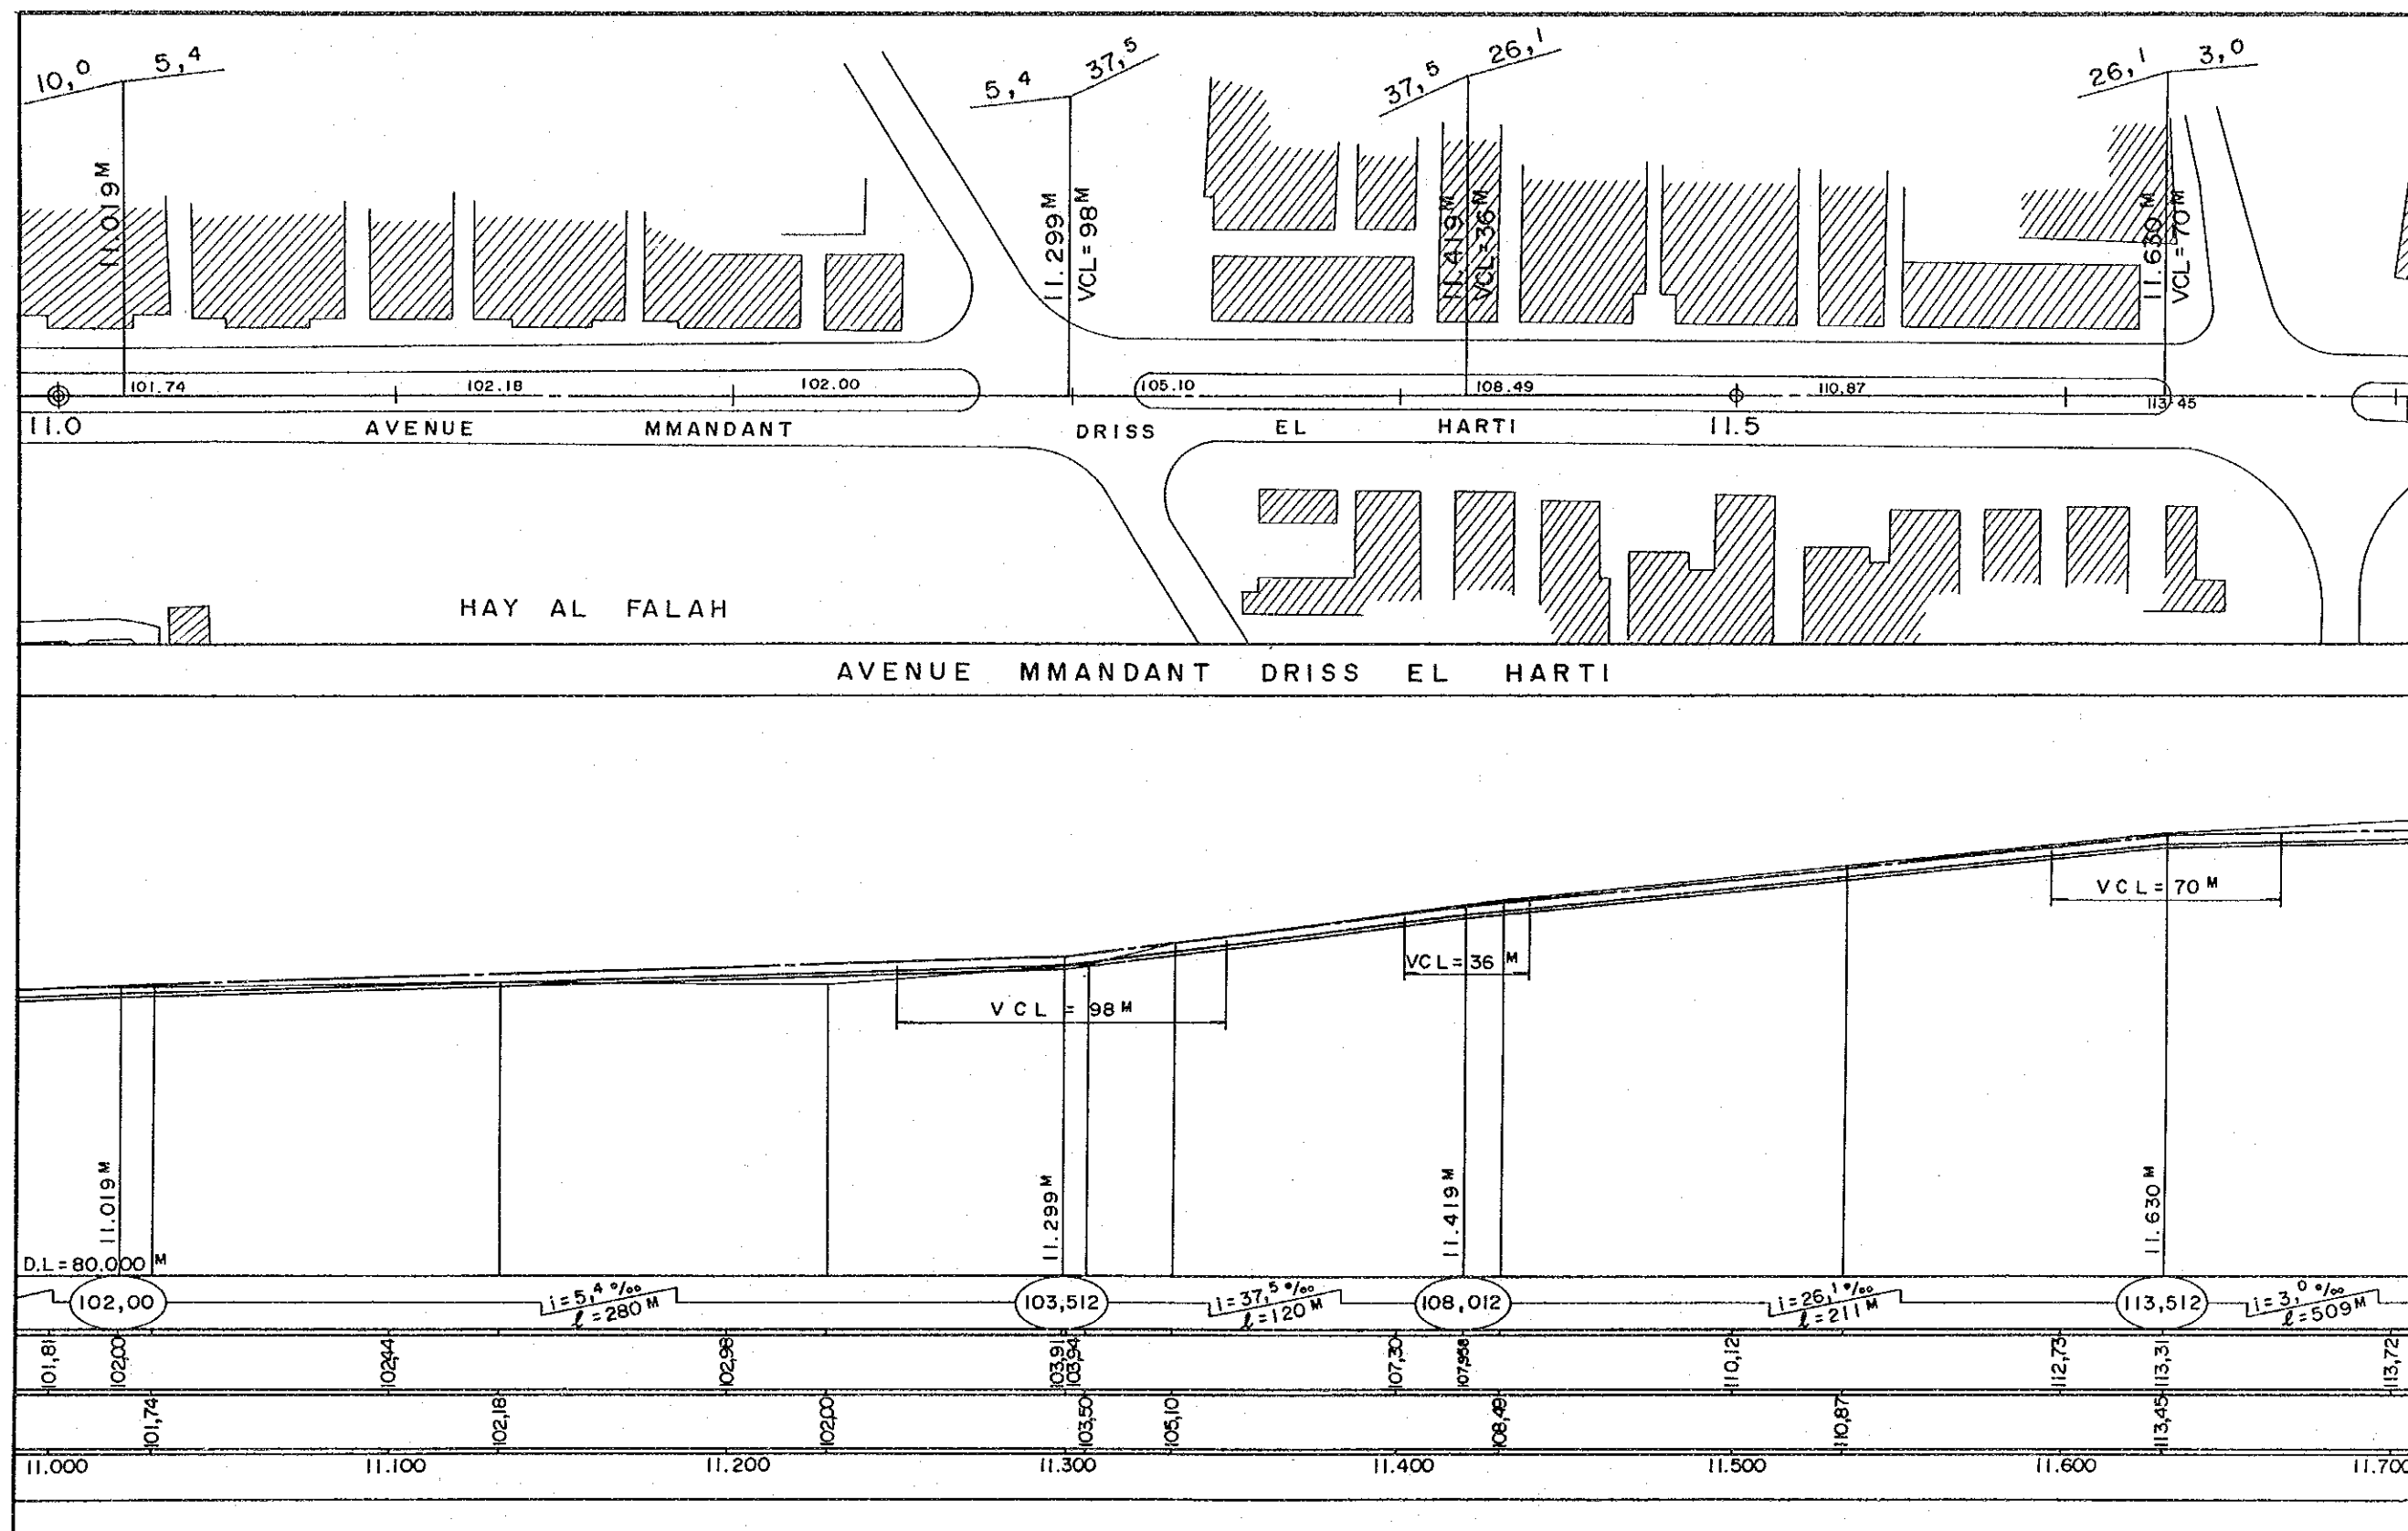 10,0 5,4
5,4 37,5
37,5 26,1
26,1 3,0
11.019M
11.299M
VCL=98M
11.419M
VCL=36M
11.630M
VCL=70M
101.74 102.18 102.00 105.10 108.49 110.87 113.45
11.0 AVENUE MMANDANT DRISS EL HARTI 11.5
HAY AL FALAH
AVENUE MMANDANT DRISS EL HARTI
VCL=70M
VCL=36M
VCL=98M
11.019M 11.299M 11.419M 11.630M
D.L=80.000M
102,00 i=5,4‰ 103,512 i=37,5‰ 108,012 i=26,1‰ 113,512 i=3,0‰
ℓ=280M ℓ=120M ℓ=211M ℓ=509M
101,81 102,00 102,44 102,98 103,91 103,94 107,30 107,958 110,12 112,73 113,31 113,72
101,74 102,18 102,00 103,50 105,10 108,49 110,87 113,45
11.000 11.100 11.200 11.300 11.400 11.500 11.600 11.700